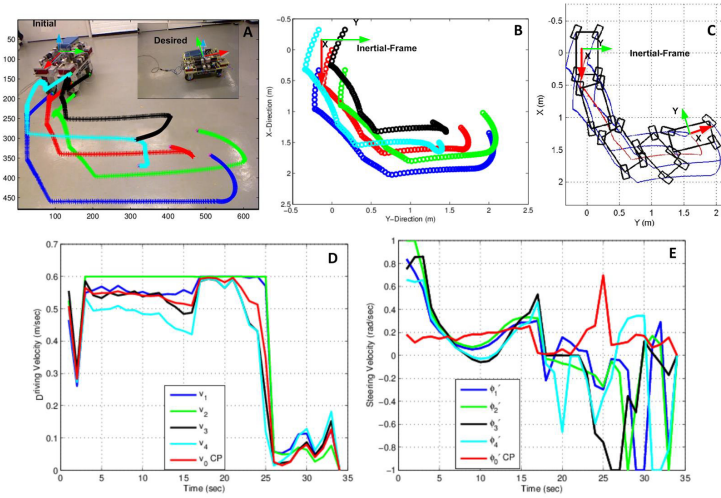 Initial
Desired
A
50
100
150
200
250
300
350
400
450
100 200 300 400 500 600
B
Y
X
Inertial-Frame
X-Direction (m)
-0.5
0
0.5
1
1.5
2
2.5
-0.5 0 0.5 1 1.5 2 2.5
Y-Direction (m)
C
Y
X
Inertial-Frame
Y
X
X (m)
0
0.5
1
1.5
2
0 0.5 1 1.5 2
Y (m)
D
Driving Velocity (m/sec)
0.7
0.6
0.5
0.4
0.3
0.2
0.1
0
v1
v2
v3
v4
v0 CP
0 5 10 15 20 25 30 35
Time (sec)
E
Steering Velocity (rad/sec)
1
0.8
0.6
0.4
0.2
0
-0.2
-0.4
-0.6
-0.8
-1
ϕ1′
ϕ2′
ϕ3′
ϕ4′
ϕ0′ CP
0 5 10 15 20 25 30 35
Time (sec)